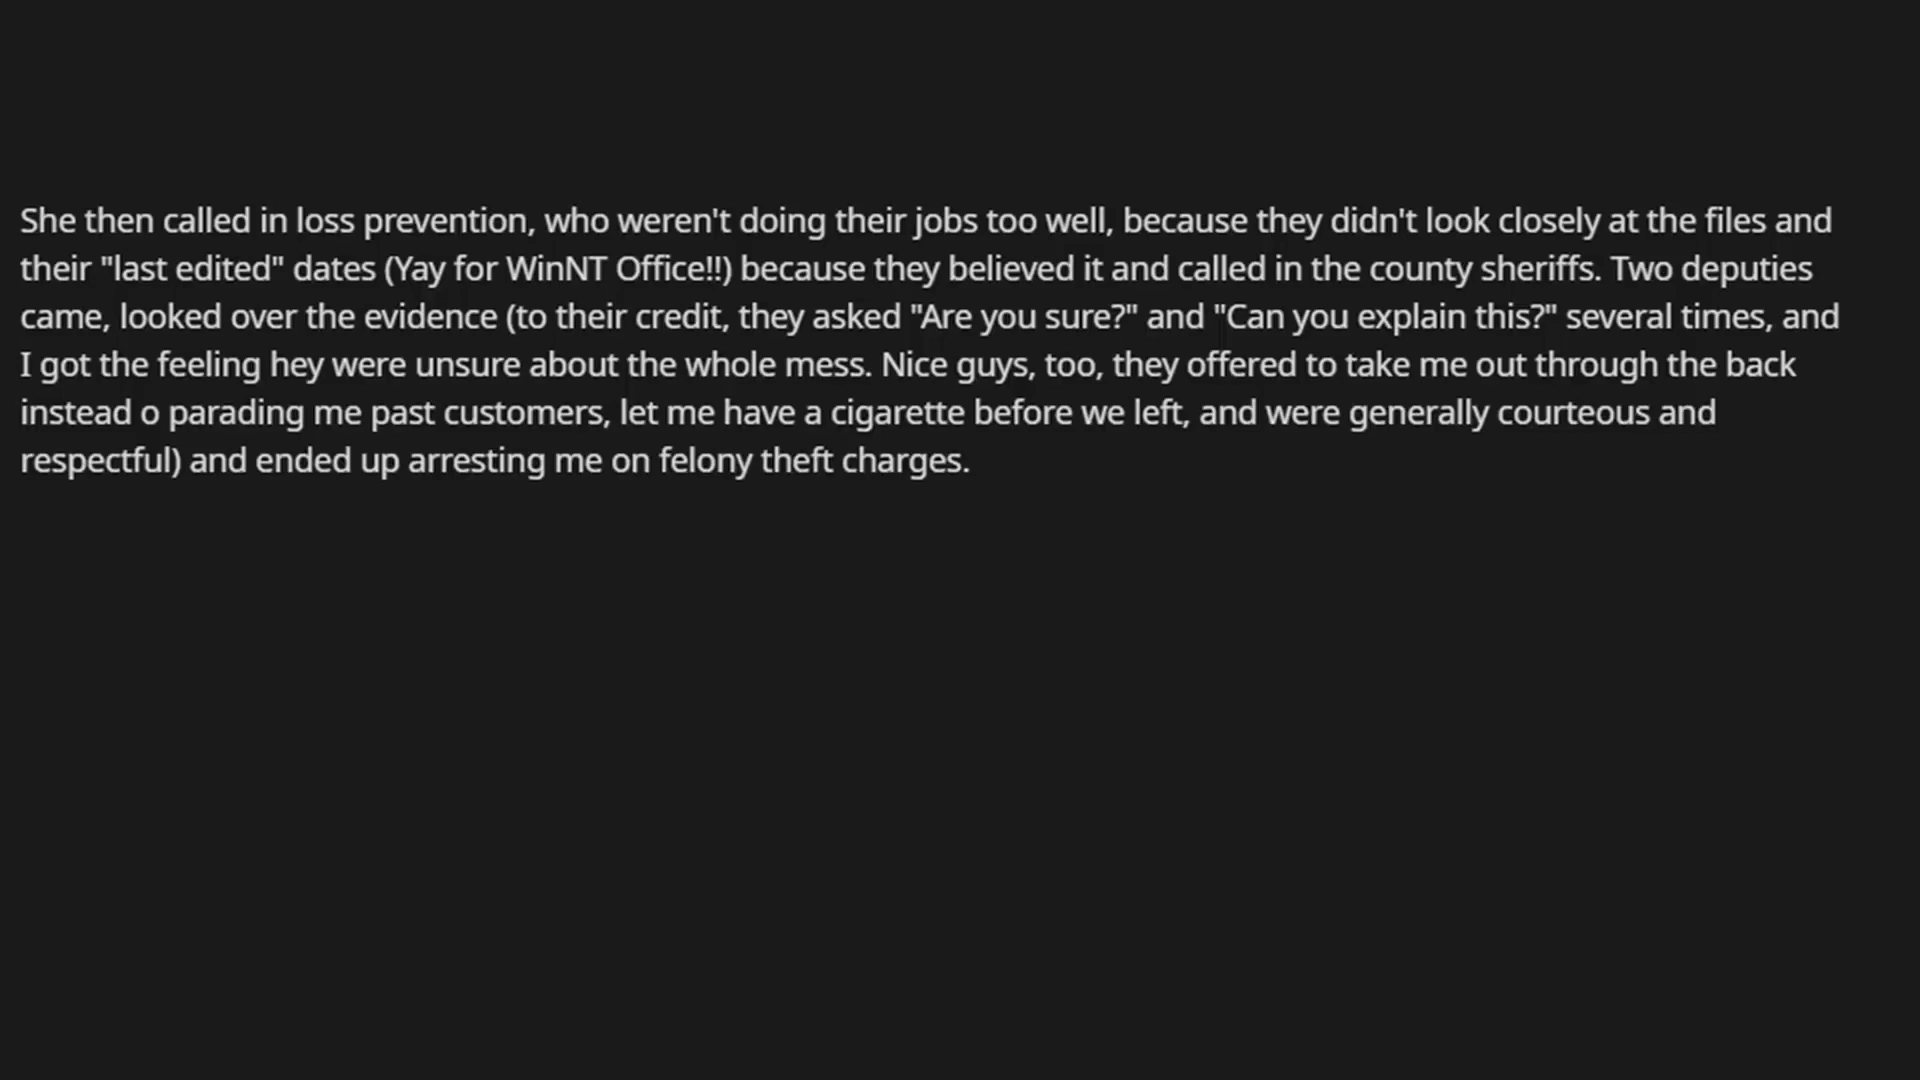 She then called in loss prevention, who weren't doing their jobs too well, because they didn't look closely at the files and
their "last edited" dates (Yay for WinNT Office!!) because they believed it and called in the county sheriffs. Two deputies
came, looked over the evidence (to their credit, they asked "Are you sure?" and "Can you explain this?" several times, and
I got the feeling hey were unsure about the whole mess. Nice guys, too, they offered to take me out through the back
instead o parading me past customers, let me have a cigarette before we left, and were generally courteous and
respectful) and ended up arresting me on felony theft charges.